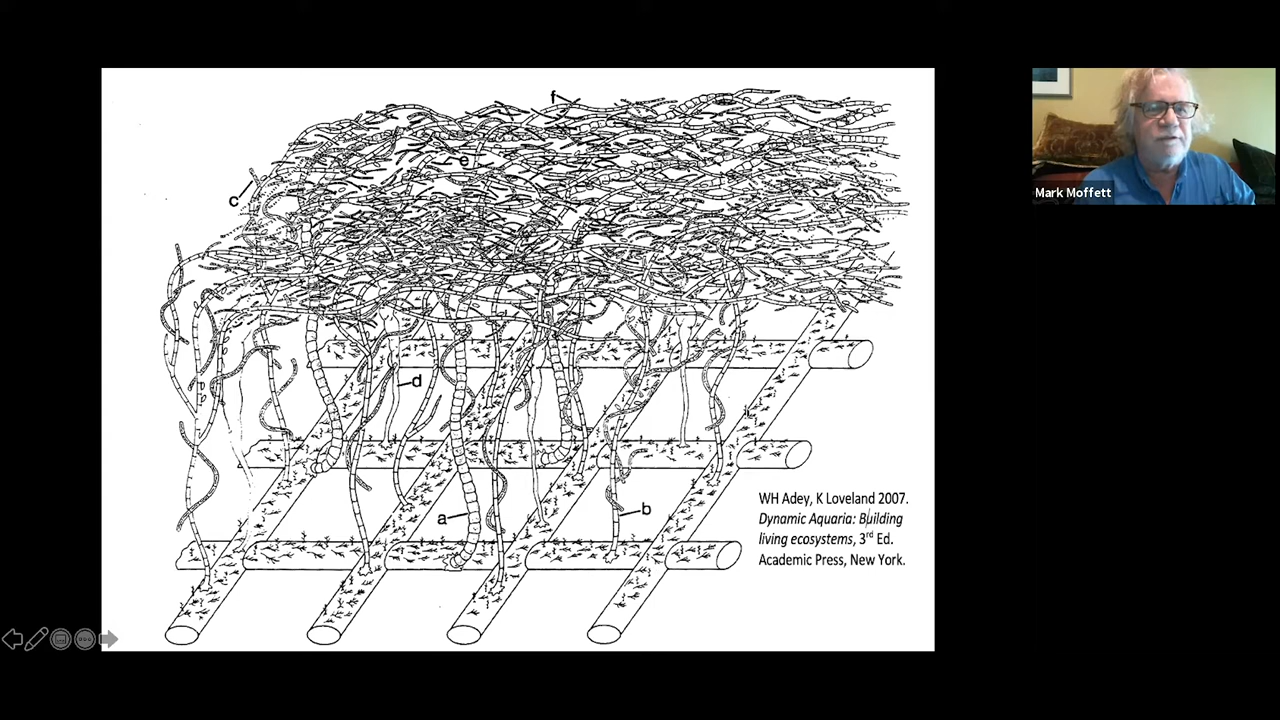 f
e
c
d
a
b
WH Adey, K Loveland 2007.
Dynamic Aquaria: Building
living ecosystems, 3rd Ed.
Academic Press, New York.
Mark Moffett